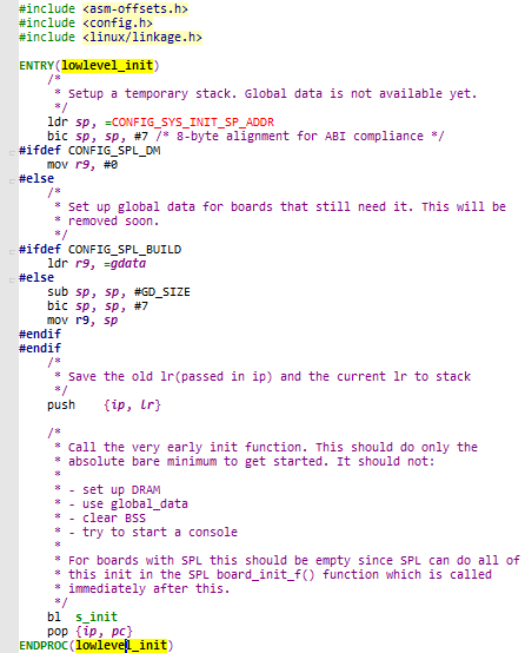 #include <asm-offsets.h>
#include <config.h>
#include <linux/linkage.h>
ENTRY(lowlevel_init)
/*
* Setup a temporary stack. Global data is not available yet.
*/
ldr sp, =CONFIG_SYS_INIT_SP_ADDR
bic sp, sp, #7 /* 8-byte alignment for ABI compliance */
#ifdef CONFIG_SPL_DM
mov r9, #0
#else
/*
* Set up global data for boards that still need it. This will be
* removed soon.
*/
#ifdef CONFIG_SPL_BUILD
ldr r9, =gdata
#else
sub sp, sp, #GD_SIZE
bic sp, sp, #7
mov r9, sp
#endif
#endif
/*
* Save the old lr(passed in ip) and the current lr to stack
*/
push {ip, lr}
/*
* Call the very early init function. This should do only the
* absolute bare minimum to get started. It should not:
*
* - set up DRAM
* - use global_data
* - clear BSS
* - try to start a console
*
* For boards with SPL this should be empty since SPL can do all of
* this init in the SPL board_init_f() function which is called
* immediately after this.
*/
bl s_init
pop {ip, pc}
ENDPROC(lowlevel_init)